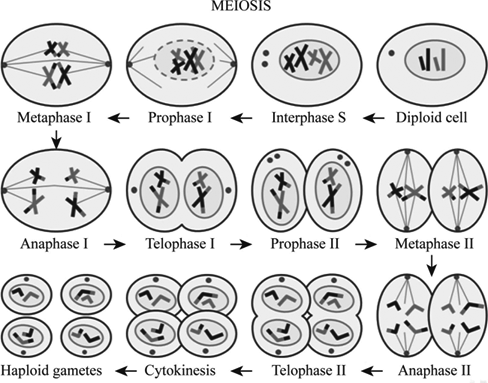 MEIOSIS
Metaphase I Prophase I Interphase S Diploid cell
Anaphase I Telophase I Prophase II Metaphase II
Haploid gametes Cytokinesis Telophase II Anaphase II